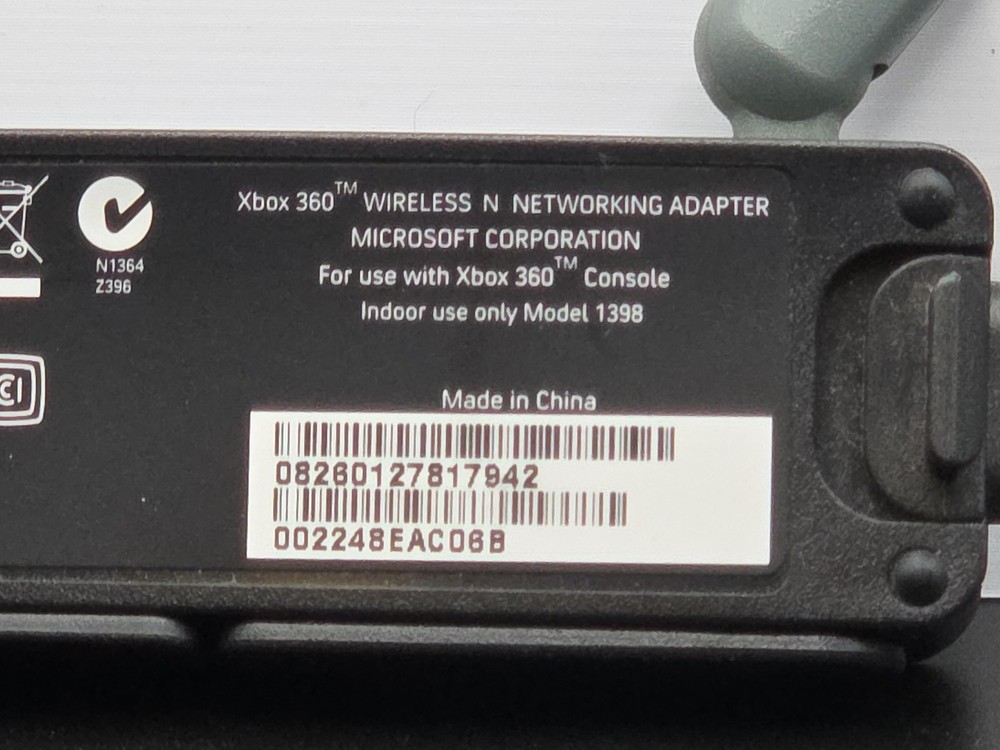 Xbox 360™ WIRELESS N NETWORKING ADAPTER
MICROSOFT CORPORATION
For use with Xbox 360™ Console
Indoor use only Model 1398
N1364
Z396
CI
Made in China
08260127817942
002248EAC06B